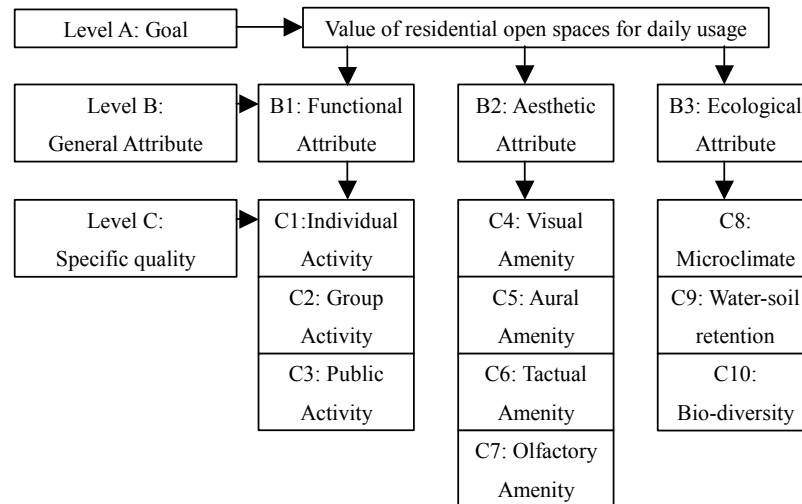 Level A: Goal
Value of residential open spaces for daily usage
Level B:
General Attribute
B1: Functional
Attribute
B2: Aesthetic
Attribute
B3: Ecological
Attribute
Level C:
Specific quality
C1:Individual
Activity
C2: Group
Activity
C3: Public
Activity
C4: Visual
Amenity
C5: Aural
Amenity
C6: Tactual
Amenity
C7: Olfactory
Amenity
C8:
Microclimate
C9: Water-soil
retention
C10:
Bio-diversity